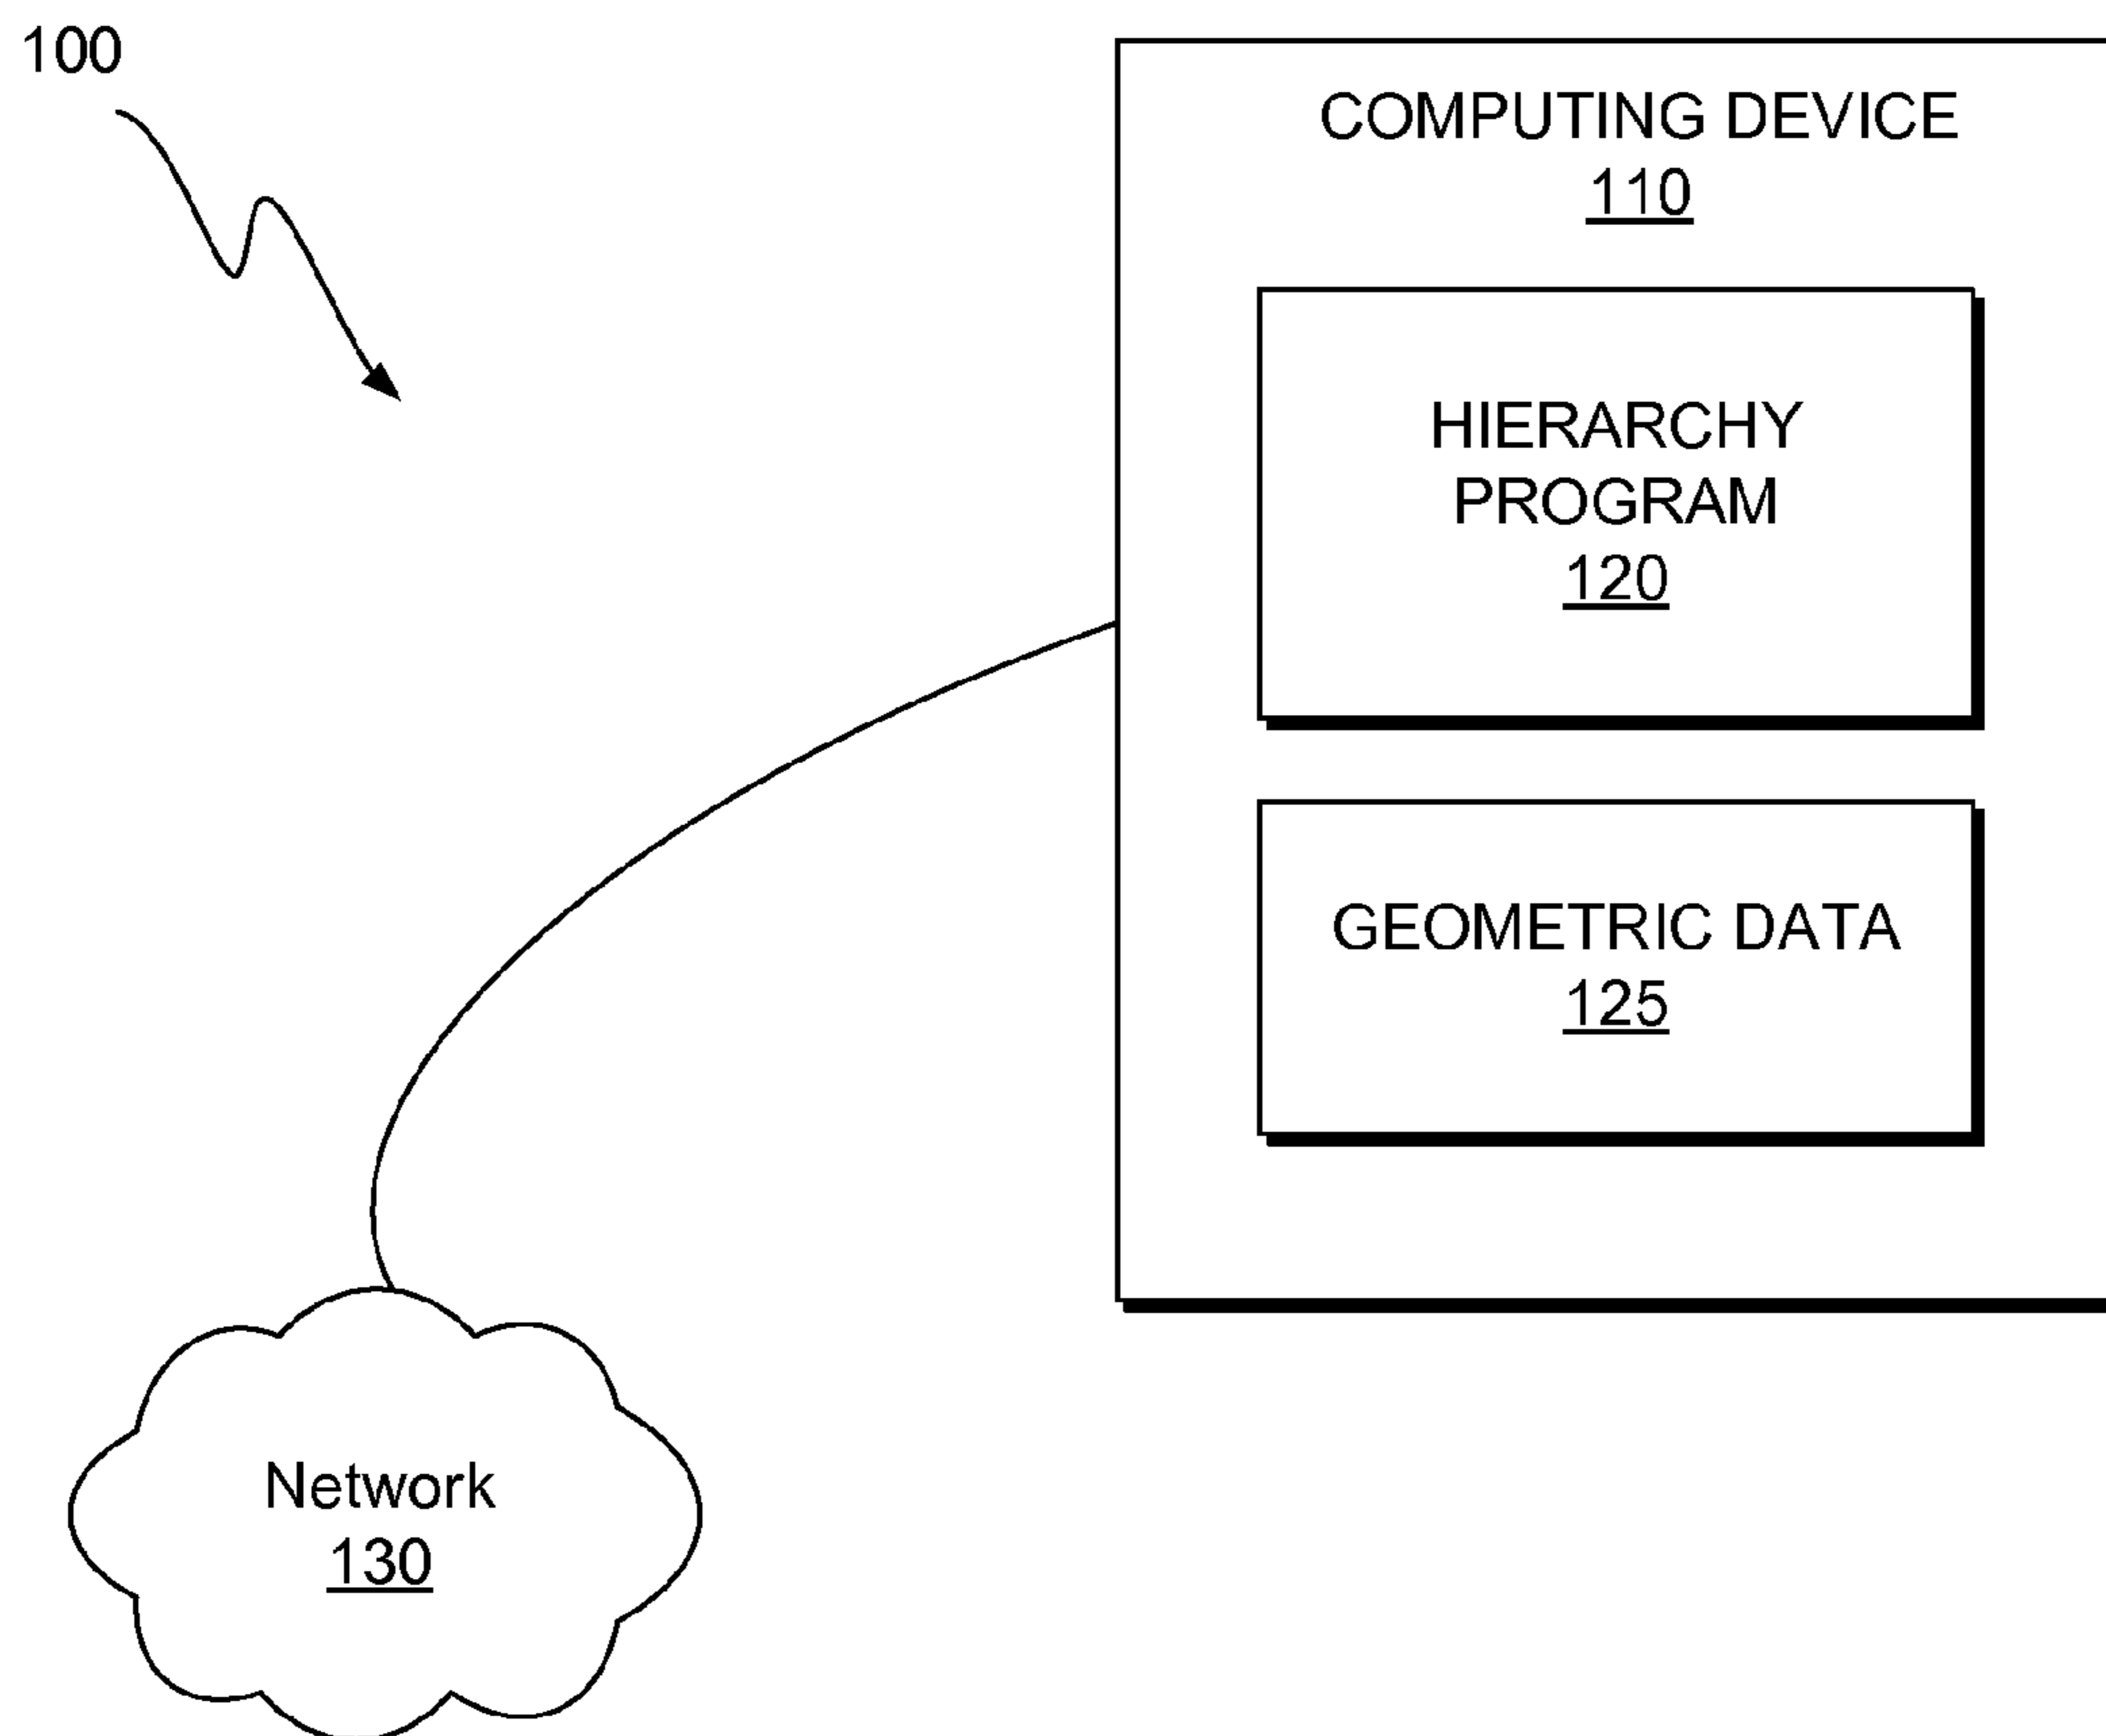 100
COMPUTING DEVICE
110
HIERARCHY
PROGRAM
120
GEOMETRIC DATA
125
Network
130